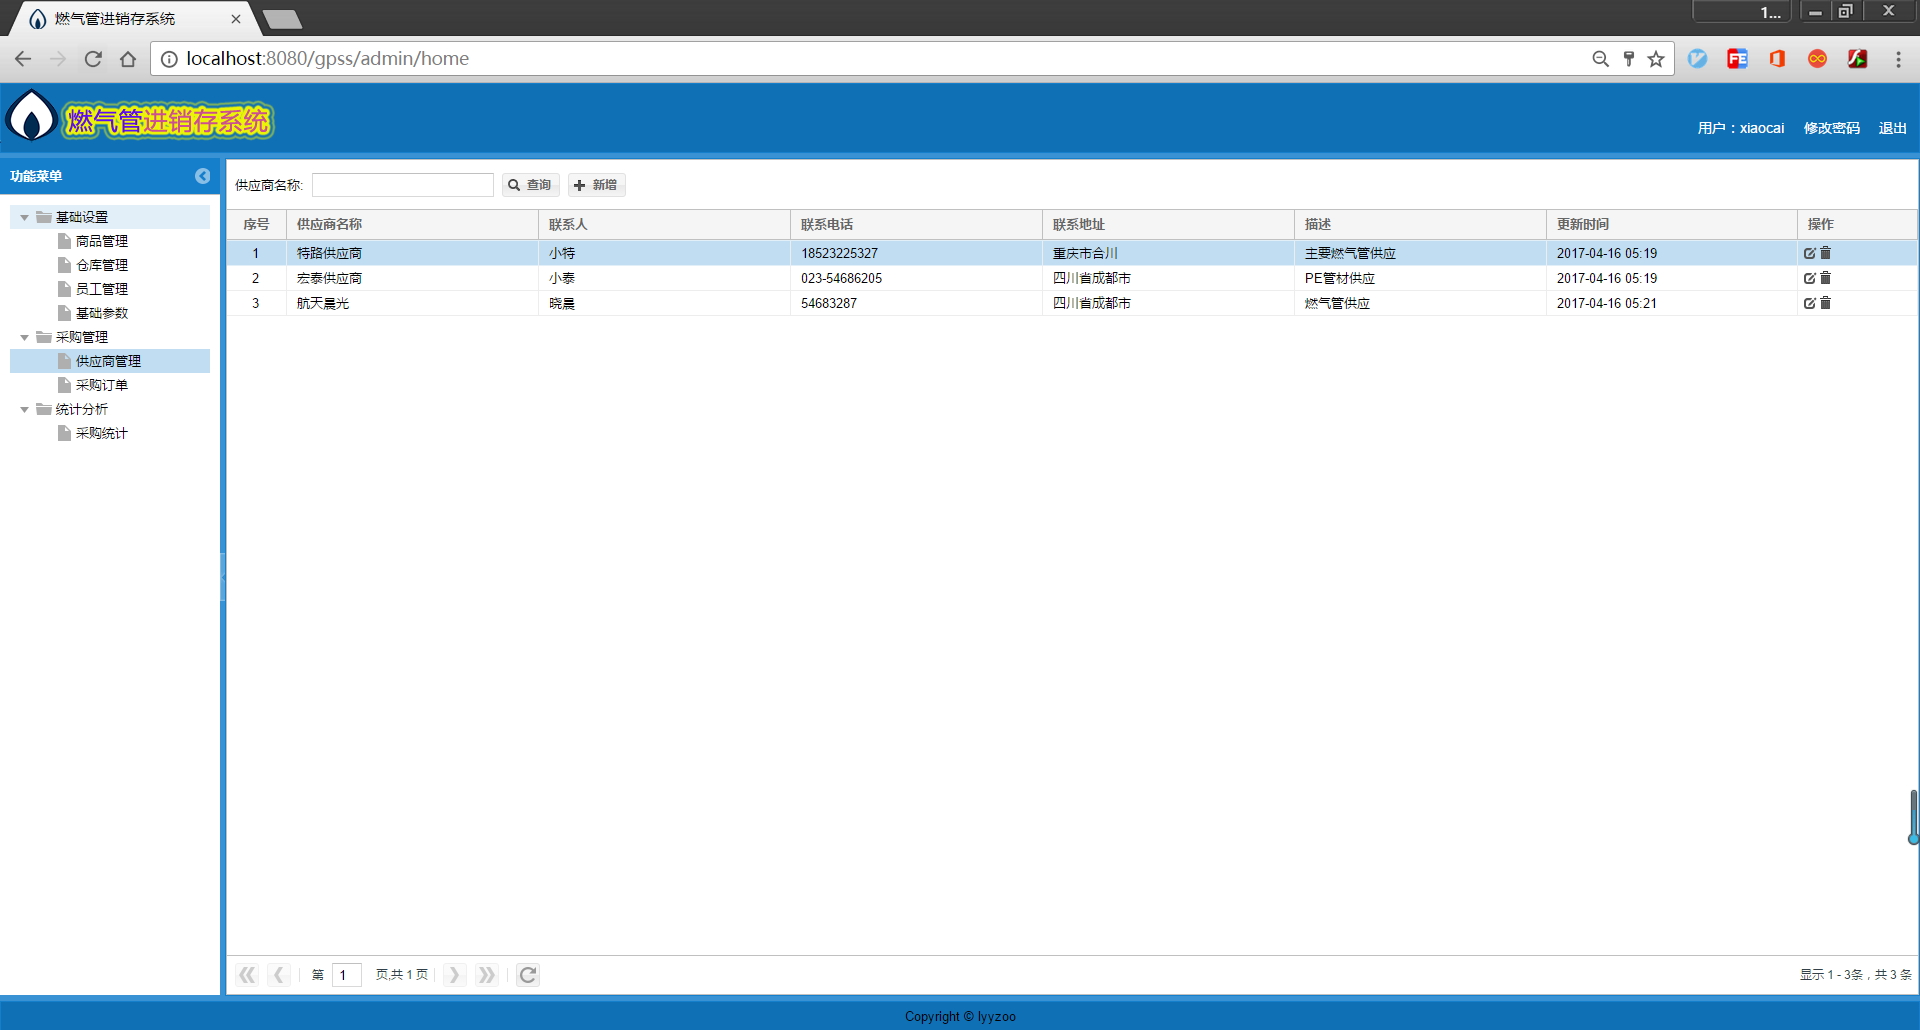 燃气管进销存系统
1...
localhost:8080/gpss/admin/home
燃气管进销存系统
用户：xiaocai 修改密码 退出
功能菜单
基础设置
商品管理
仓库管理
员工管理
基础参数
采购管理
供应商管理
采购订单
统计分析
采购统计
供应商名称: 查询 新增
序号 供应商名称 联系人 联系电话 联系地址 描述 更新时间 操作
1 特路供应商 小特 18523225327 重庆市合川 主要燃气管供应 2017-04-16 05:19
2 宏泰供应商 小泰 023-54686205 四川省成都市 PE管材供应 2017-04-16 05:19
3 航天晨光 晓晨 54683287 四川省成都市 燃气管供应 2017-04-16 05:21
第 1 页,共 1 页
显示 1 - 3条，共 3 条
Copyright © lyyzoo